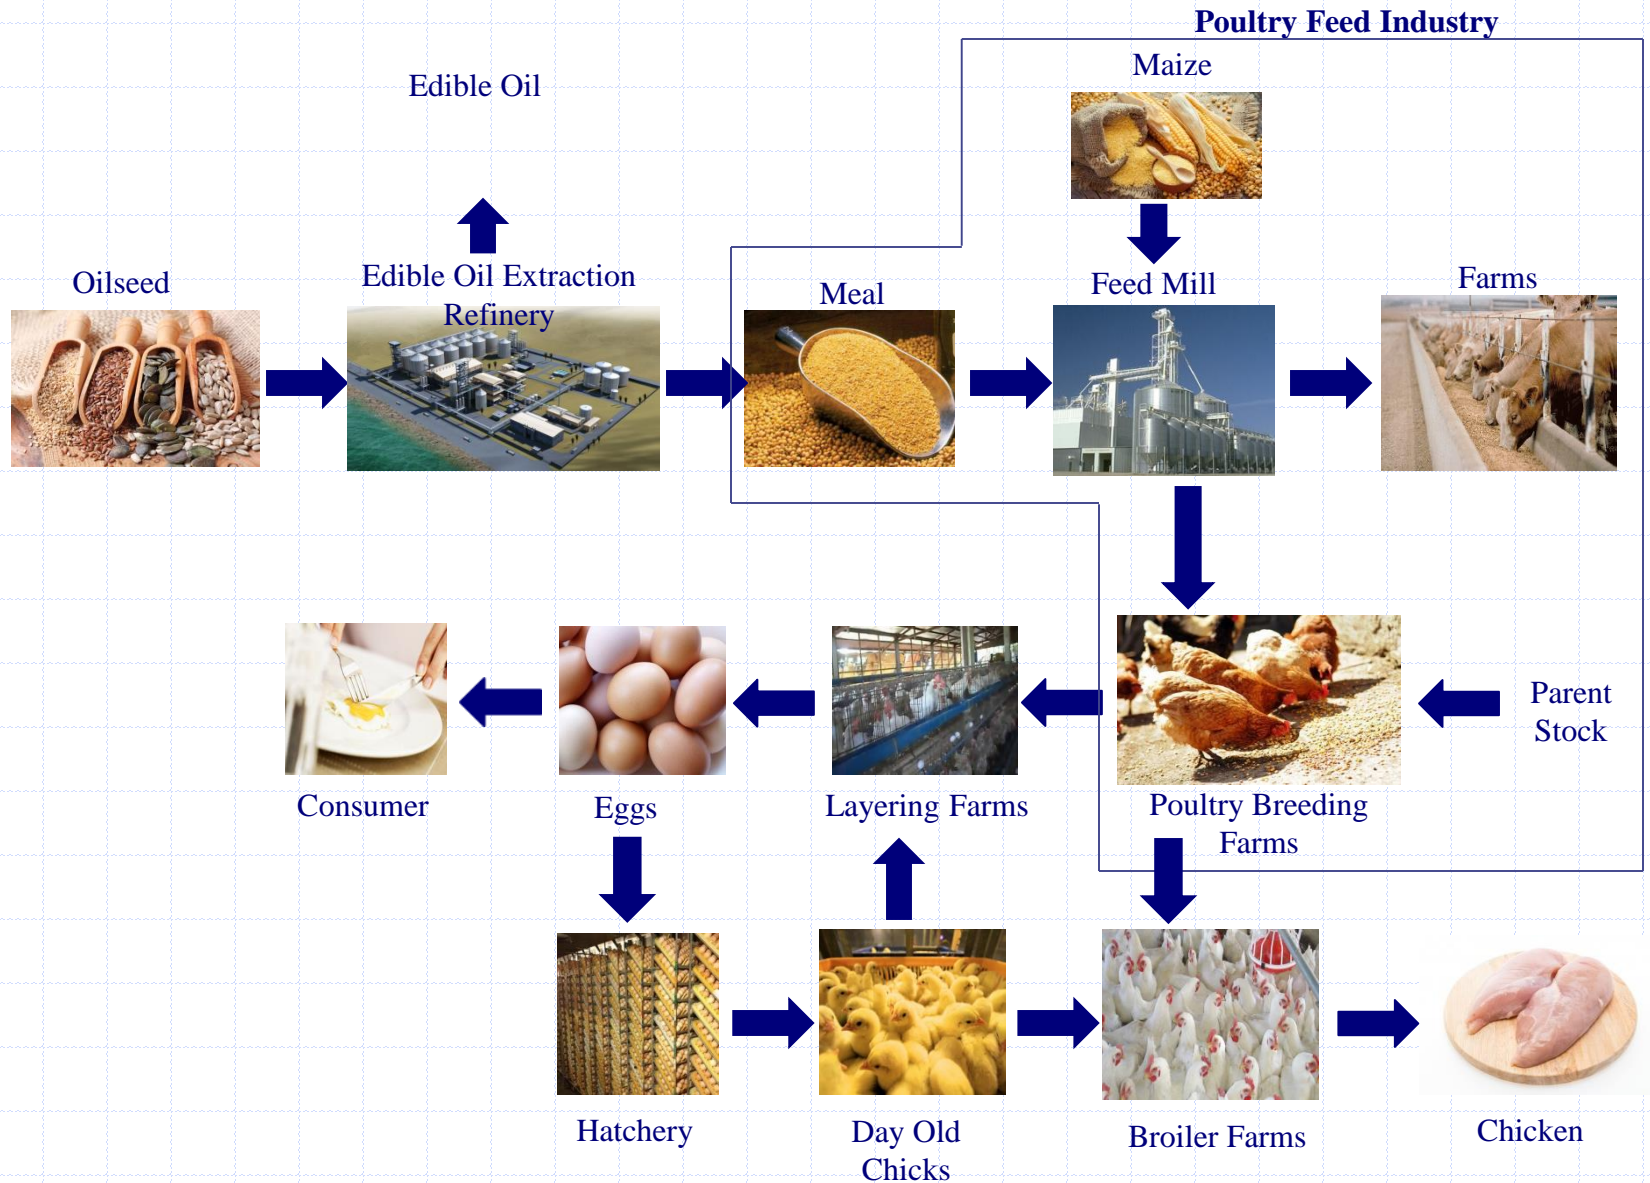 Poultry Feed Industry
Edible Oil
Maize
Oilseed
Edible Oil Extraction
Refinery
Meal
Feed Mill
Farms
Parent
Stock
Consumer
Eggs
Layering Farms
Poultry Breeding
Farms
Hatchery
Day Old
Chicks
Broiler Farms
Chicken